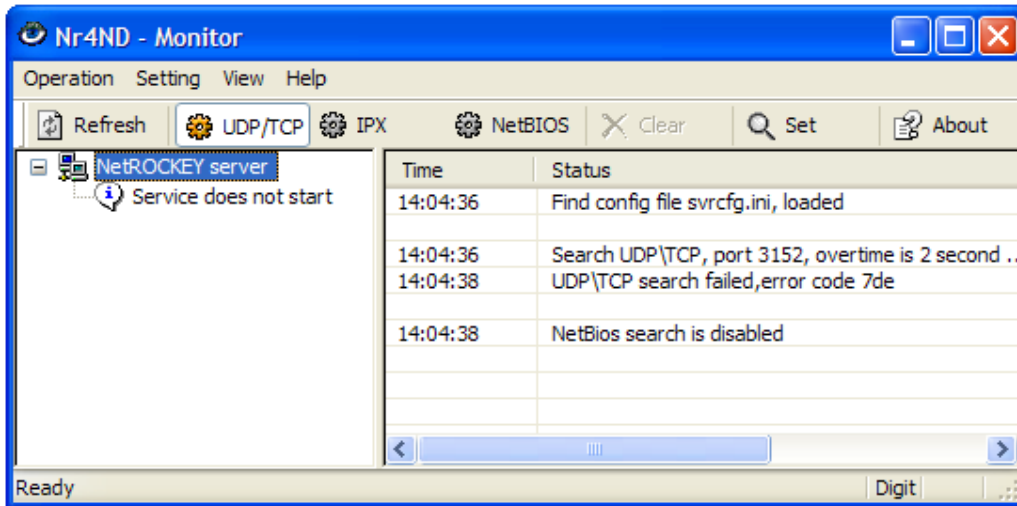 Nr4ND - Monitor
Operation Setting View Help
Refresh UDP/TCP IPX NetBIOS Clear Set About
NetROCKEY server
Service does not start
Time Status
14:04:36 Find config file svrcfg.ini, loaded
14:04:36 Search UDP\TCP, port 3152, overtime is 2 second ..
14:04:38 UDP\TCP search failed,error code 7de
14:04:38 NetBios search is disabled
Ready Digit